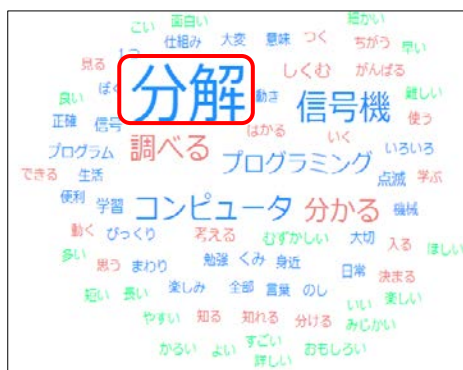 こい 面白い 細かい
仕組み 大変 意味 つく ちがう 早い
見る 1つ しくむ がんばる
良い ぼく 分解 動き 信号機 難しい
正確 信号 はかる いく 使う
プログラム 調べる プログラミング いろいろ
できる 生活 点滅 学ぶ
便利 学習 コンピュータ 分かる 機械
動く びっくり 考える むずかしい 大切 入る ほしい
多い 思う まわり 勉強 くみ 身近 日常 決まる
短い 長い 楽しみ 全部 言葉 のし いい 楽しい
やすい 知る 知れる 分ける みじかい
かるい よい すごい 詳しい おもしろい